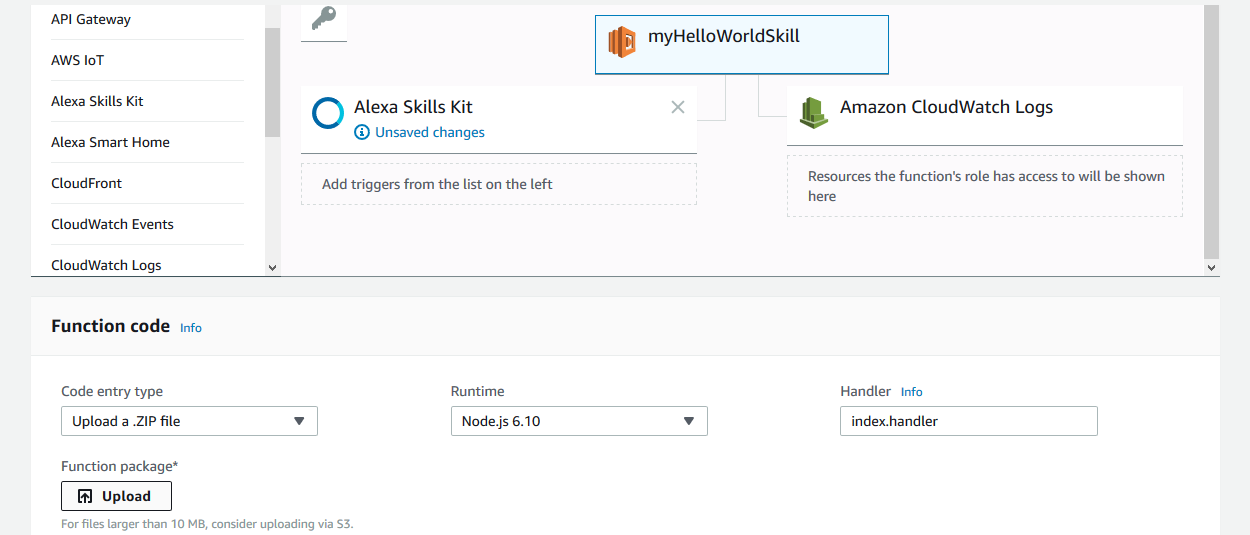 API Gateway
AWS IoT
Alexa Skills Kit
Alexa Smart Home
CloudFront
CloudWatch Events
CloudWatch Logs
myHelloWorldSkill
Alexa Skills Kit
Unsaved changes
Add triggers from the list on the left
Amazon CloudWatch Logs
Resources the function's role has access to will be shown
here
Function code Info
Code entry type
Upload a .ZIP file
Runtime
Node.js 6.10
Handler Info
index.handler
Function package*
Upload
For files larger than 10 MB, consider uploading via S3.